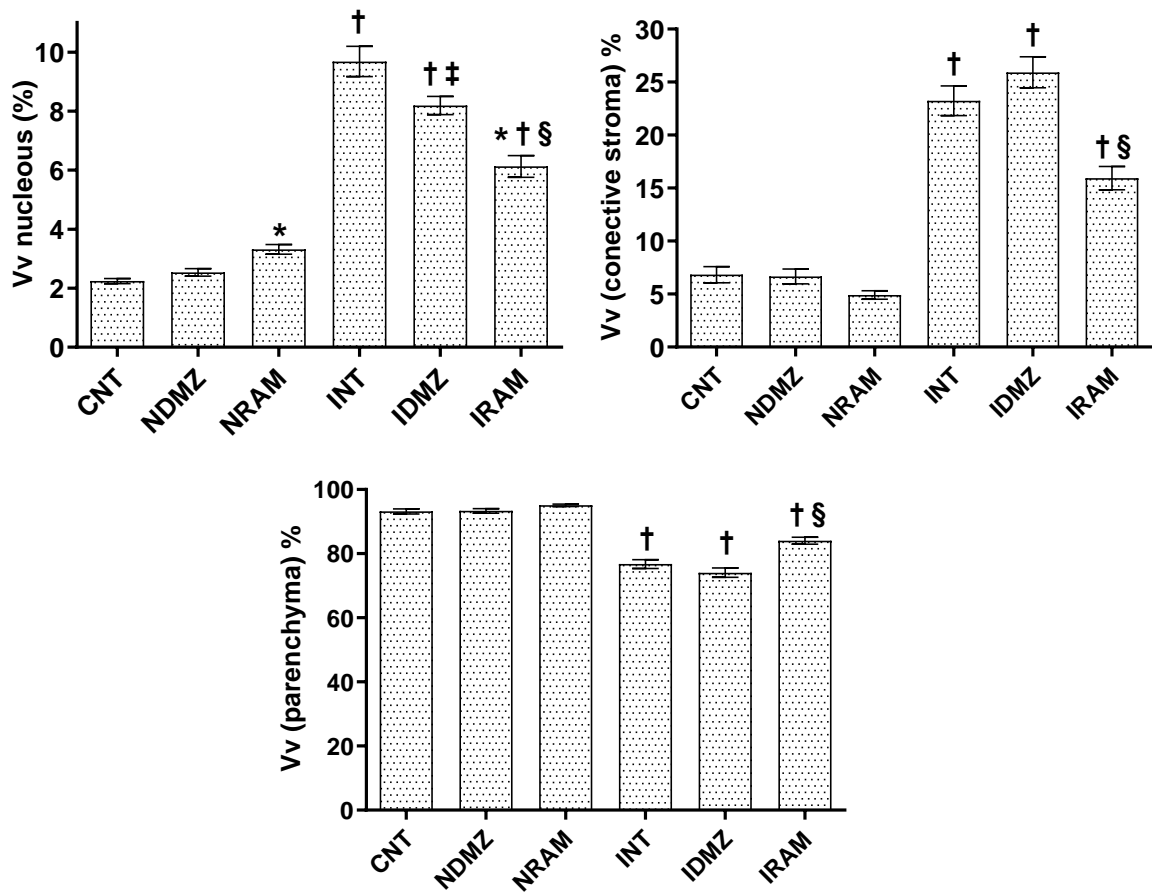 Vv nucleous (%)
10
8
6
4
2
0
*
†
† ‡
* † §
CNT
NDMZ
NRAM
INT
IDMZ
IRAM
Vv (conective stroma) %
30
25
20
15
10
5
0
†
†
† §
CNT
NDMZ
NRAM
INT
IDMZ
IRAM
Vv (parenchyma) %
100
80
60
40
20
0
†
†
† §
CNT
NDMZ
NRAM
INT
IDMZ
IRAM